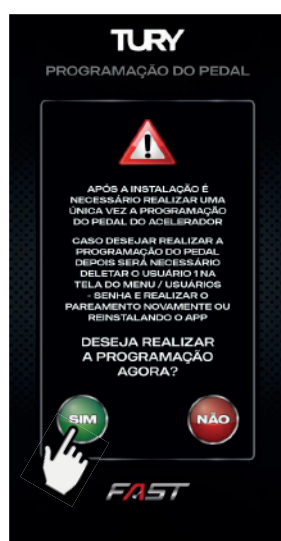 TURY
PROGRAMAÇÃO DO PEDAL
APÓS A INSTALAÇÃO É
NECESSÁRIO REALIZAR UMA
ÚNICA VEZ A PROGRAMAÇÃO
DO PEDAL DO ACELERADOR
CASO DESEJAR REALIZAR A
PROGRAMAÇÃO DO PEDAL
DEPOIS SERÁ NECESSÁRIO
DELETAR O USUÁRIO 1 NA
TELA DO MENU / USUÁRIOS
- SENHA E REALIZAR O
PAREAMENTO NOVAMENTE OU
REINSTALANDO O APP
DESEJA REALIZAR
A PROGRAMAÇÃO
AGORA?
SIM NÃO
FAST